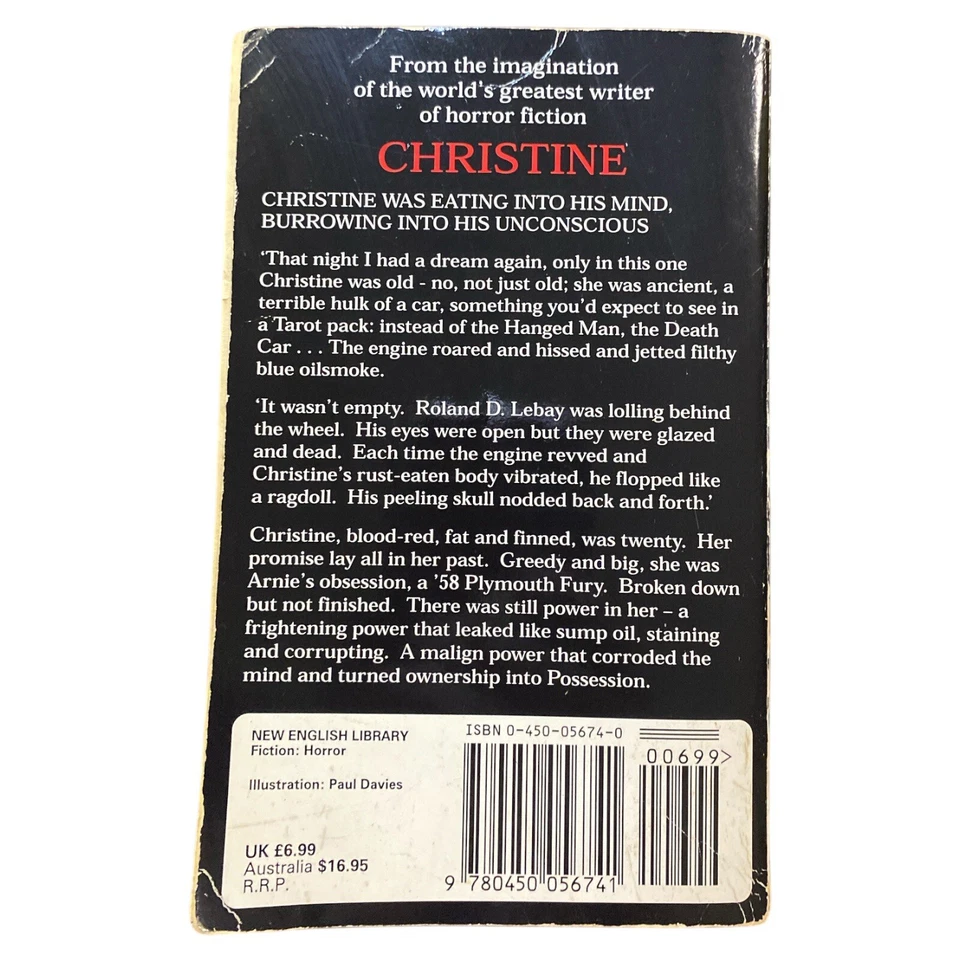 From the imagination
of the world's greatest writer
of horror fiction
CHRISTINE
CHRISTINE WAS EATING INTO HIS MIND,
BURROWING INTO HIS UNCONSCIOUS
'That night I had a dream again, only in this one
Christine was old - no, not just old; she was ancient, a
terrible hulk of a car, something you'd expect to see in
a Tarot pack: instead of the Hanged Man, the Death
Car . . . The engine roared and hissed and jetted filthy
blue oilsmoke.
'It wasn't empty. Roland D. Lebay was lolling behind
the wheel. His eyes were open but they were glazed
and dead. Each time the engine revved and
Christine's rust-eaten body vibrated, he flopped like
a ragdoll. His peeling skull nodded back and forth.'
Christine, blood-red, fat and finned, was twenty. Her
promise lay all in her past. Greedy and big, she was
Arnie's obsession, a '58 Plymouth Fury. Broken down
but not finished. There was still power in her – a
frightening power that leaked like sump oil, staining
and corrupting. A malign power that corroded the
mind and turned ownership into Possession.
NEW ENGLISH LIBRARY
Fiction: Horror
Illustration: Paul Davies
UK £6.99
Australia $16.95
R.R.P.
ISBN 0-450-05674-0
00699>
9 780450 056741